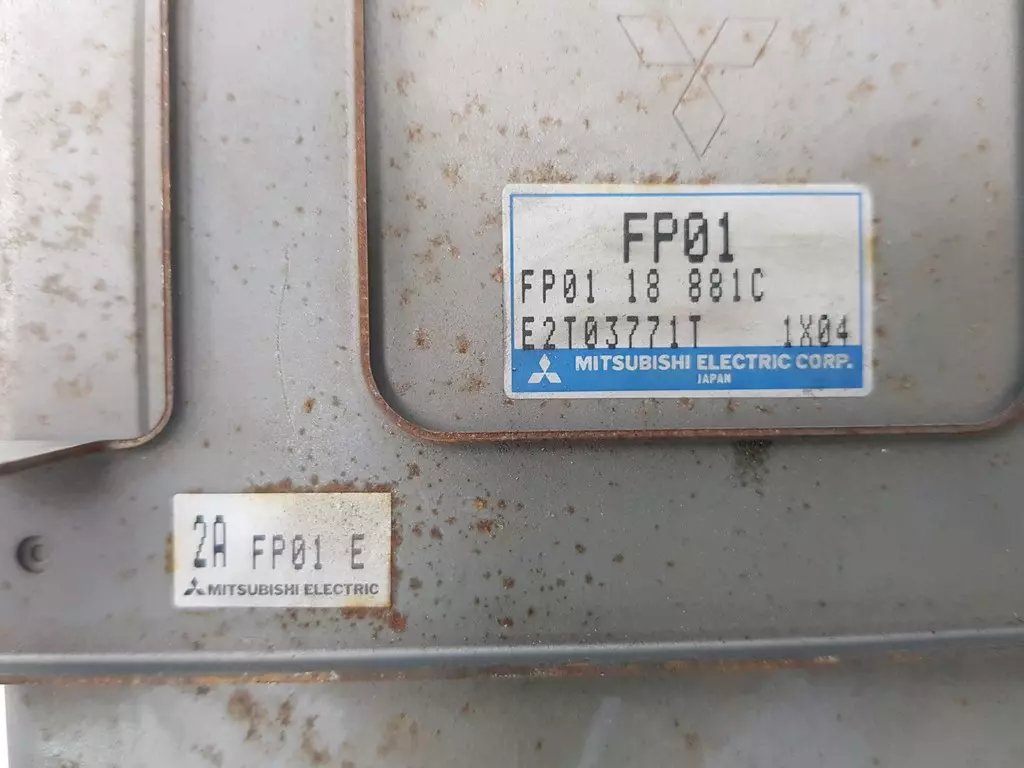 FP01
FP01 18 881C
E2T03771T 1X04
MITSUBISHI ELECTRIC CORP.
JAPAN
2A FP01 E
MITSUBISHI ELECTRIC